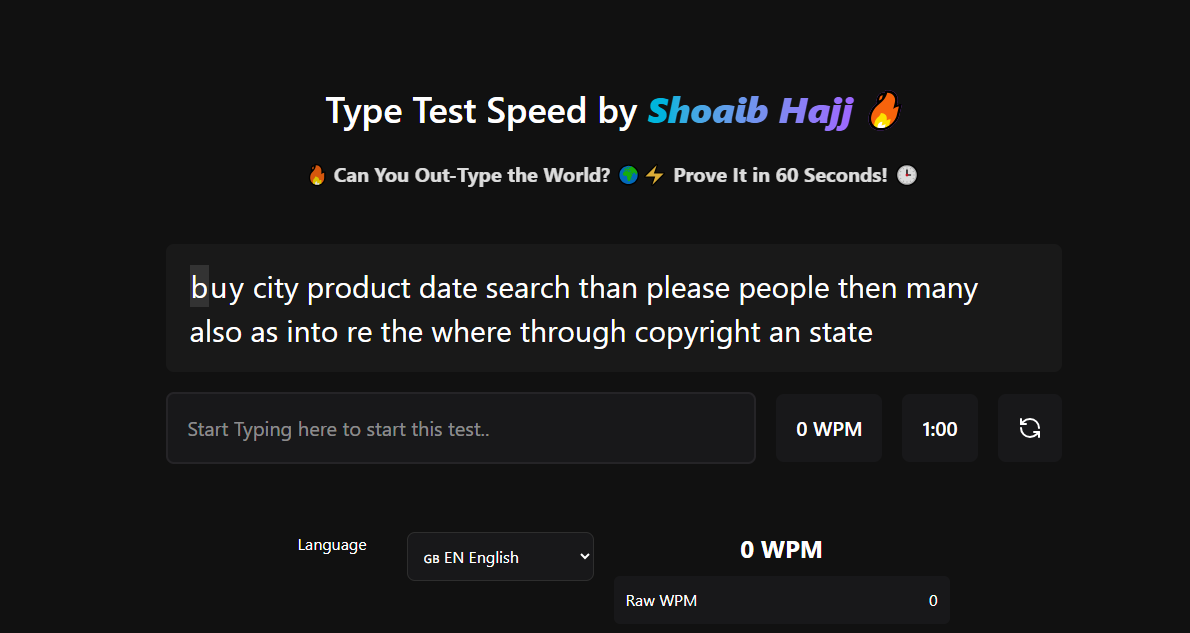 Type Test Speed by Shoaib Hajj 🔥
🔥 Can You Out-Type the World? 🌍 ⚡ Prove It in 60 Seconds! 🕒
buy city product date search than please people then many
also as into re the where through copyright an state
Start Typing here to start this test..
0 WPM
1:00
Language
GB EN English
0 WPM
Raw WPM 0